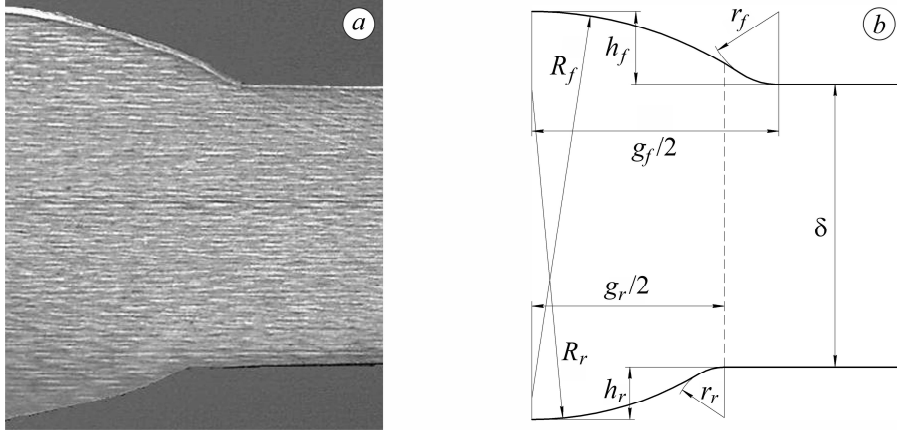 a
b
r_f
h_f
R_f
g_f/2
δ
g_r/2
R_r
h_r
r_r